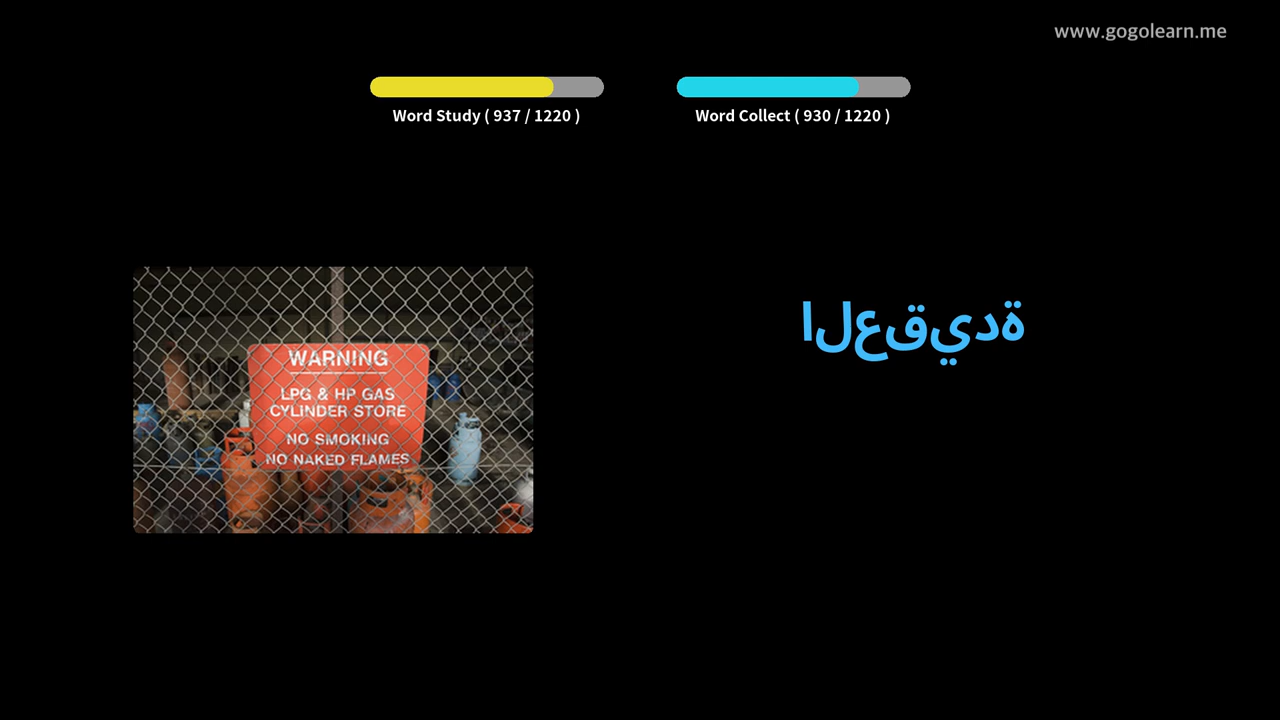 www.gogolearn.me
Word Study ( 937 / 1220 )
Word Collect ( 930 / 1220 )
WARNING
LPG & HP GAS
CYLINDER STORE
NO SMOKING
NO NAKED FLAMES
العقيدة